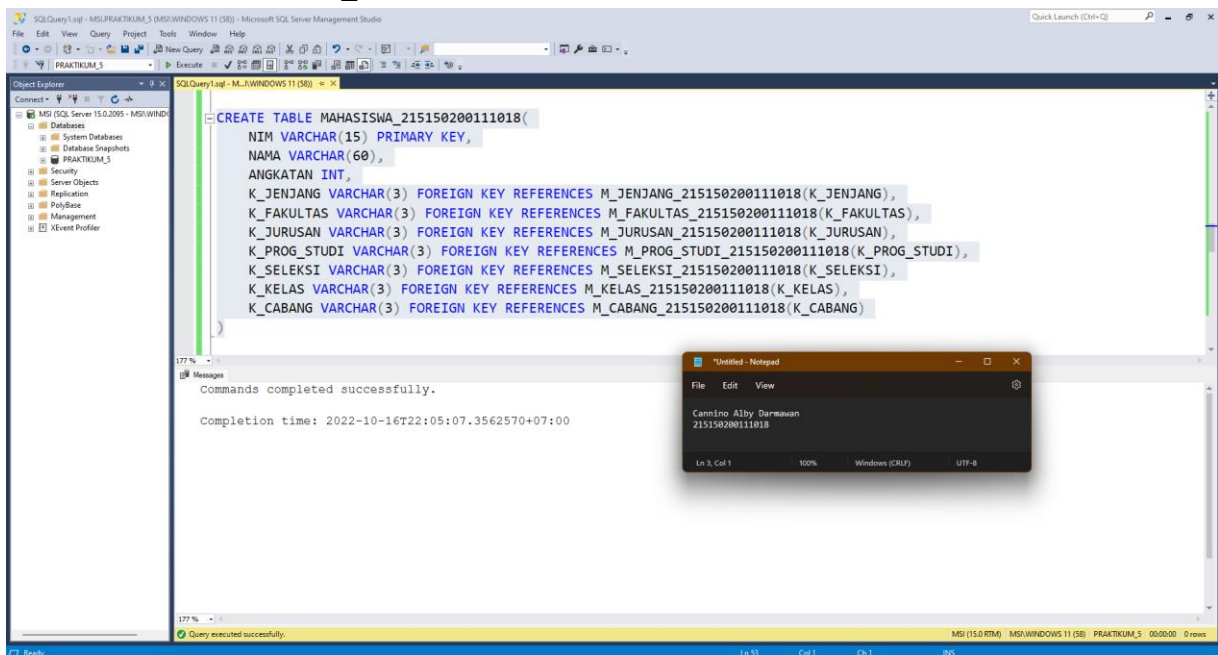 SQLQuery1.sql - MSI.PRAKTIKUM_5 (MSI\WINDOWS 11 (58)) - Microsoft SQL Server Management Studio
Quick Launch (Ctrl+Q)
File Edit View Query Project Tools Window Help
New Query
PRAKTIKUM_5
Execute
Object Explorer
SQLQuery1.sql - M...I\WINDOWS 11 (58))
Connect
MSI (SQL Server 15.0.2095 - MSI\WIND
Databases
System Databases
Database Snapshots
PRAKTIKUM_5
Security
Server Objects
Replication
PolyBase
Management
XEvent Profiler
CREATE TABLE MAHASISWA_215150200111018(
NIM VARCHAR(15) PRIMARY KEY,
NAMA VARCHAR(60),
ANGKATAN INT,
K_JENJANG VARCHAR(3) FOREIGN KEY REFERENCES M_JENJANG_215150200111018(K_JENJANG),
K_FAKULTAS VARCHAR(3) FOREIGN KEY REFERENCES M_FAKULTAS_215150200111018(K_FAKULTAS),
K_JURUSAN VARCHAR(3) FOREIGN KEY REFERENCES M_JURUSAN_215150200111018(K_JURUSAN),
K_PROG_STUDI VARCHAR(3) FOREIGN KEY REFERENCES M_PROG_STUDI_215150200111018(K_PROG_STUDI),
K_SELEKSI VARCHAR(3) FOREIGN KEY REFERENCES M_SELEKSI_215150200111018(K_SELEKSI),
K_KELAS VARCHAR(3) FOREIGN KEY REFERENCES M_KELAS_215150200111018(K_KELAS),
K_CABANG VARCHAR(3) FOREIGN KEY REFERENCES M_CABANG_215150200111018(K_CABANG)
)
177 %
Messages
Commands completed successfully.
Completion time: 2022-10-16T22:05:07.3562570+07:00
*Untitled - Notepad
File Edit View
Cannino Alby Darmawan
215150200111018
Ln 3, Col 1 100% Windows (CRLF) UTF-8
177 %
Query executed successfully.
MSI (15.0 RTM) MSI\WINDOWS 11 (58) PRAKTIKUM_5 00:00:00 0 rows
Ready Ln 53 Col 1 Ch 1 INS